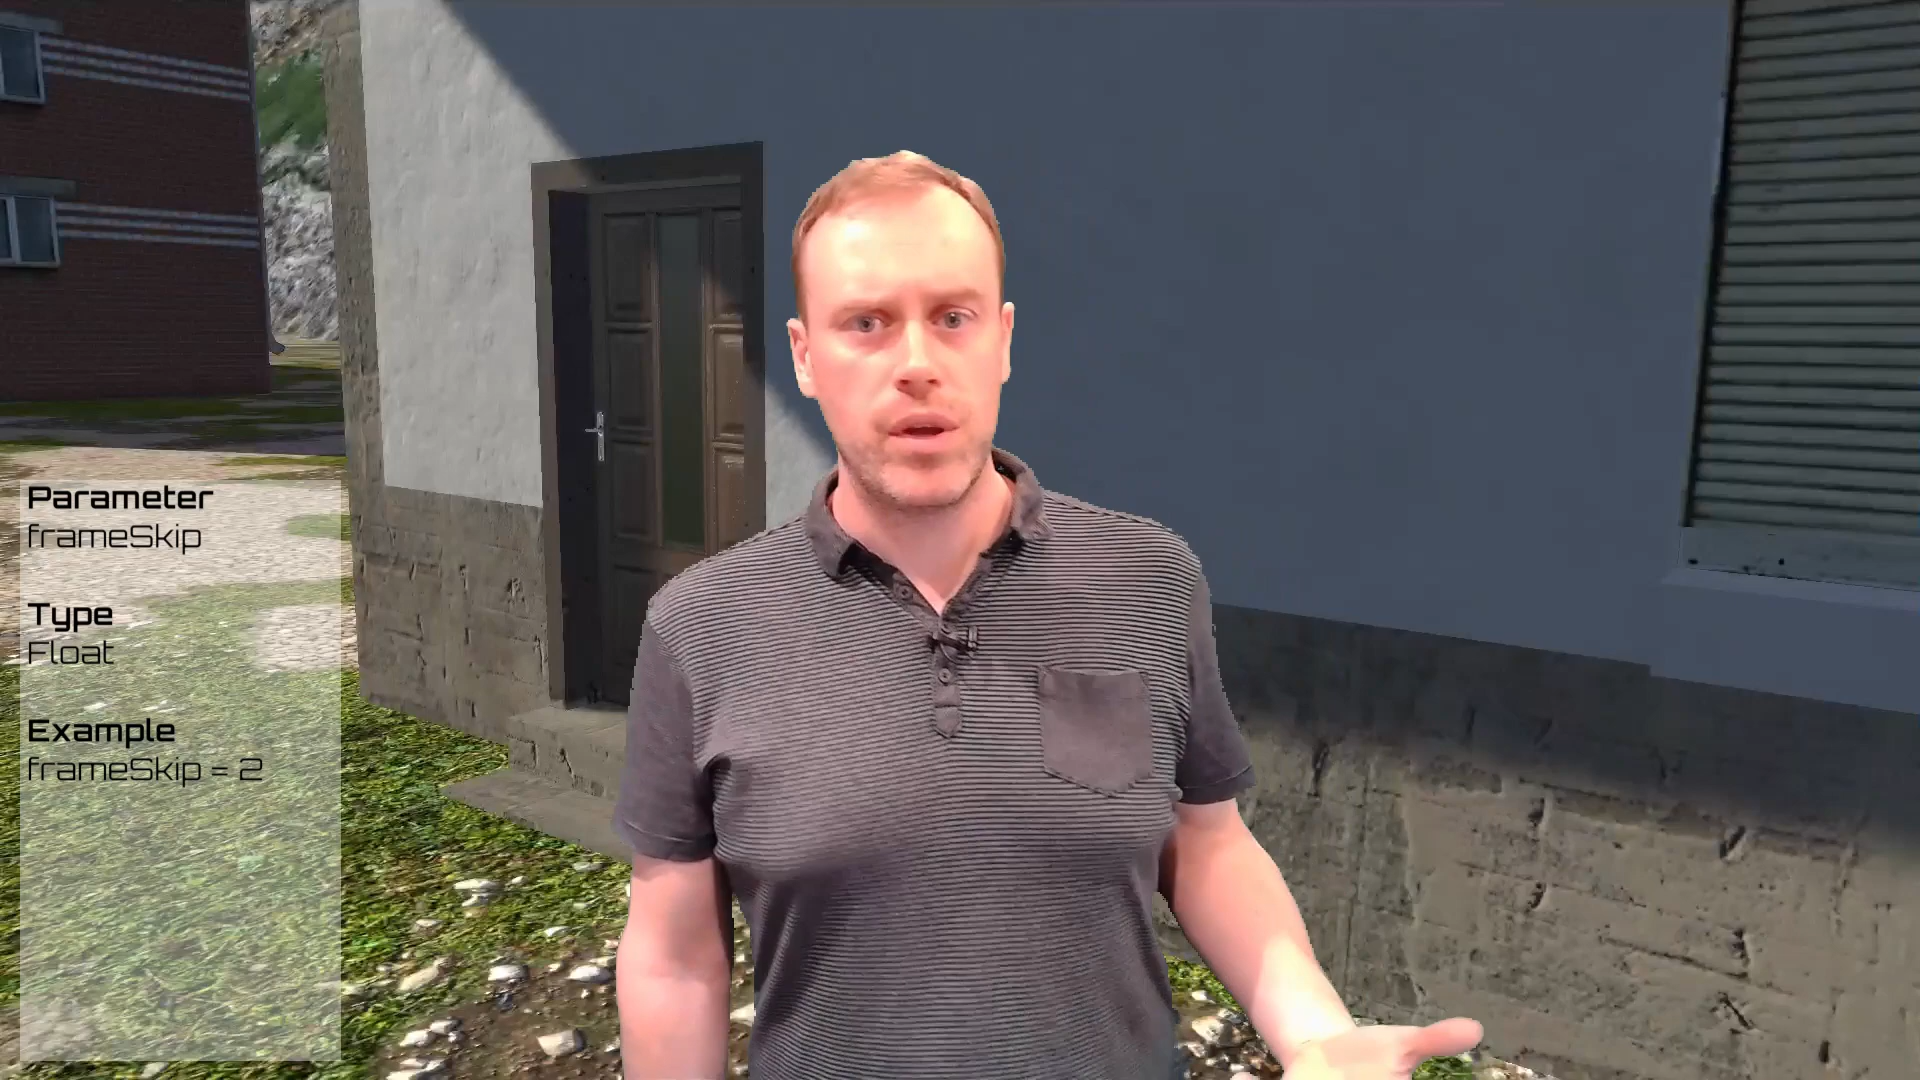 Parameter
frameSkip
Type
Float
Example
frameSkip = 2